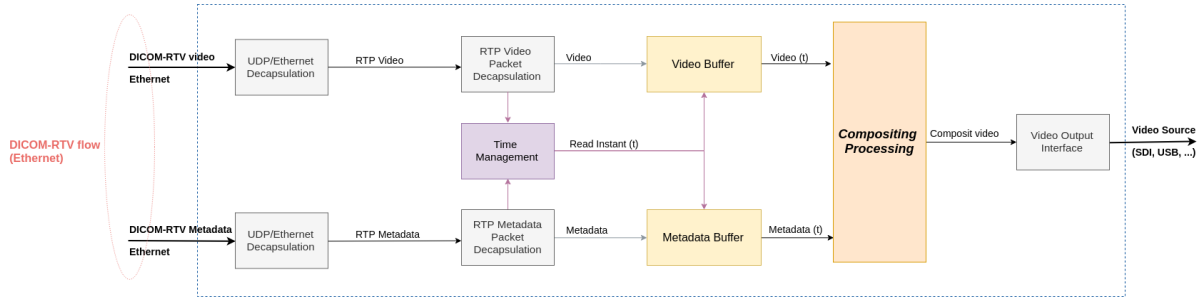 DICOM-RTV flow
(Ethernet)
DICOM-RTV video
Ethernet
UDP/Ethernet
Decapsulation
RTP Video
RTP Video
Packet
Decapsulation
Video
Video Buffer
Video (t)
Time
Management
Read Instant (t)
DICOM-RTV Metadata
Ethernet
UDP/Ethernet
Decapsulation
RTP Metadata
RTP Metadata
Packet
Decapsulation
Metadata
Metadata Buffer
Metadata (t)
Compositing
Processing
Composit video
Video Output
Interface
Video Source
(SDI, USB, ...)